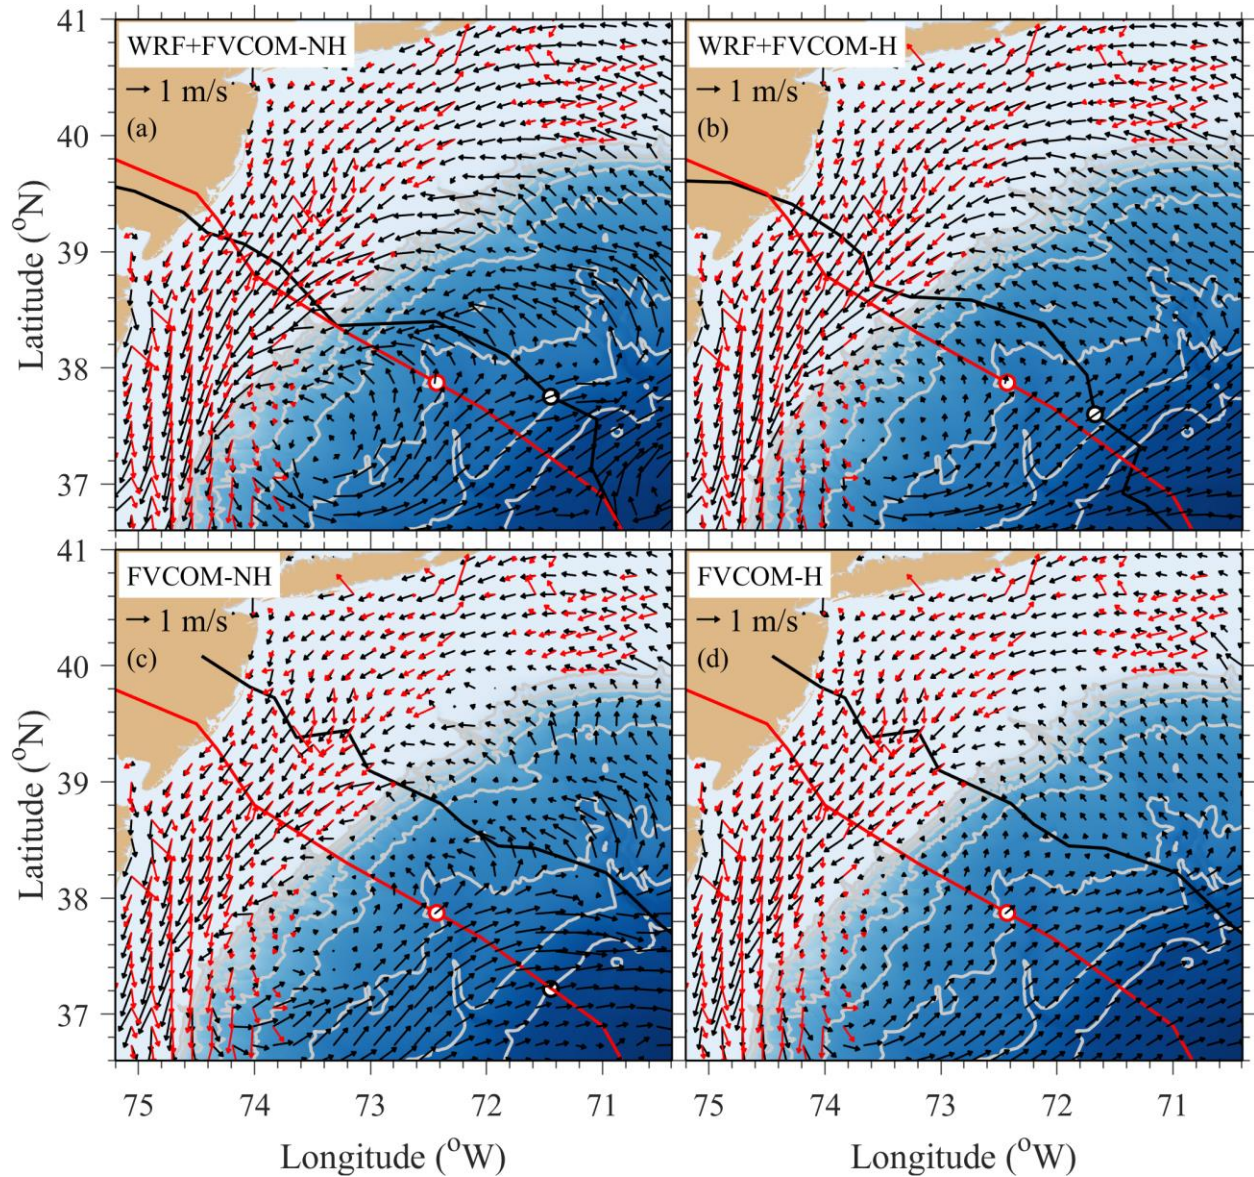 41
WRF+FVCOM-NH
WRF+FVCOM-H
1 m/s
1 m/s
40
(a)
(b)
39
38
37
Latitude (°N)
41
FVCOM-NH
FVCOM-H
1 m/s
1 m/s
40
(c)
(d)
39
38
37
Latitude (°N)
75 74 73 72 71
75 74 73 72 71
Longitude (°W)
Longitude (°W)